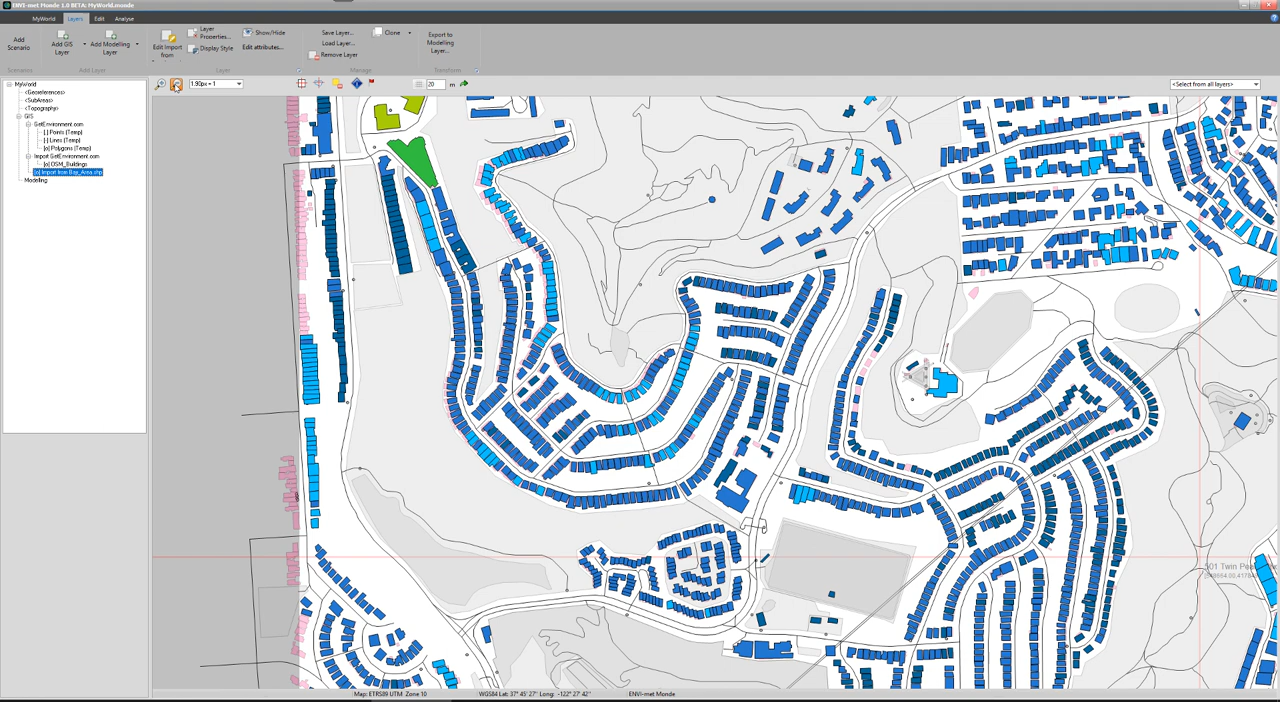 ENVI-met Monde 1.0 BETA: MyWorld.monde
MyWorld Layers Edit Analyse
Add Scenario
Scenarios
Add GIS Layer
Add Modelling Layer
Add Layer
Edit Import from
Layer Properties...
Display Style
Show/Hide
Edit attributes...
Layer
Save Layer...
Load Layer...
Remove Layer
Clone
Manage
Export to Modelling Layer...
Transform
1.90px = 1
20 m
<Select from all layers>
MyWorld
<Georeferences>
<SubAreas>
<Topography>
GIS
GetEnvironment.com
[.] Points (Temp)
[-] Lines (Temp)
[o] Polygons (Temp)
Import GetEnvironment.com
[o] OSM_Buildings
[o] Import from Bay_Area.shp
Modeling
501 Twin Pea
Map: ETRS89 UTM Zone 10
WGS84 Lat: 37° 45' 27'' Long: -122° 27' 42''
ENVI-met Monde